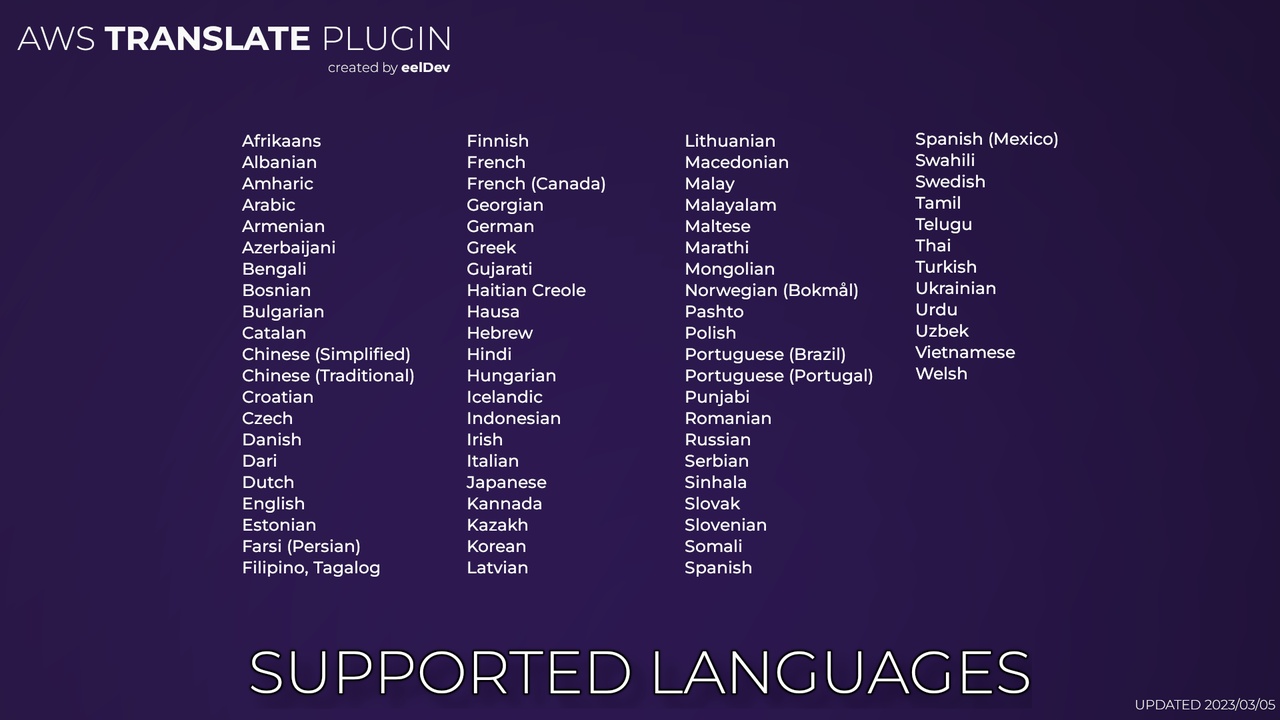 AWS TRANSLATE PLUGIN
created by eelDev
Afrikaans
Albanian
Amharic
Arabic
Armenian
Azerbaijani
Bengali
Bosnian
Bulgarian
Catalan
Chinese (Simplified)
Chinese (Traditional)
Croatian
Czech
Danish
Dari
Dutch
English
Estonian
Farsi (Persian)
Filipino, Tagalog
Finnish
French
French (Canada)
Georgian
German
Greek
Gujarati
Haitian Creole
Hausa
Hebrew
Hindi
Hungarian
Icelandic
Indonesian
Irish
Italian
Japanese
Kannada
Kazakh
Korean
Latvian
Lithuanian
Macedonian
Malay
Malayalam
Maltese
Marathi
Mongolian
Norwegian (Bokmål)
Pashto
Polish
Portuguese (Brazil)
Portuguese (Portugal)
Punjabi
Romanian
Russian
Serbian
Sinhala
Slovak
Slovenian
Somali
Spanish
Spanish (Mexico)
Swahili
Swedish
Tamil
Telugu
Thai
Turkish
Ukrainian
Urdu
Uzbek
Vietnamese
Welsh
SUPPORTED LANGUAGES
UPDATED 2023/03/05